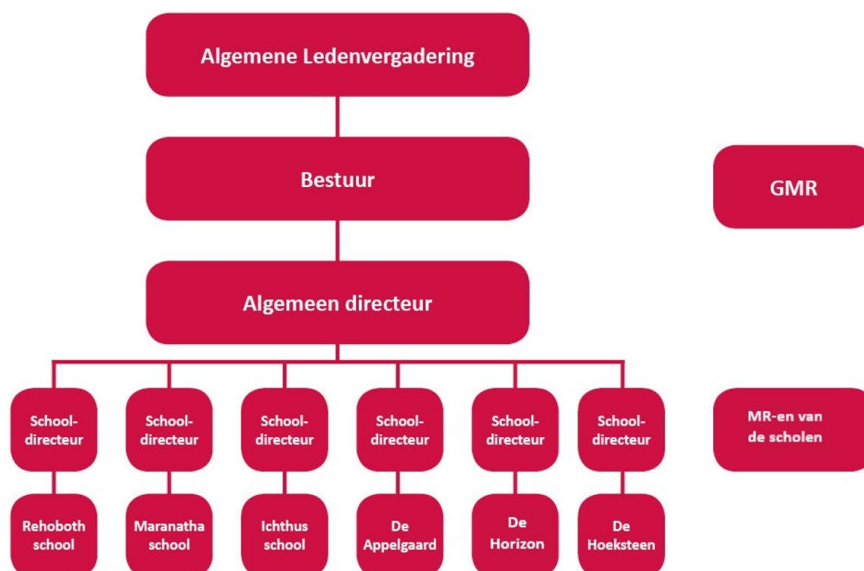 Algemene Ledenvergadering
Bestuur
GMR
Algemeen directeur
School-
directeur
School-
directeur
School-
directeur
School-
directeur
School-
directeur
School-
directeur
MR-en van
de scholen
Rehoboth
school
Maranatha
school
Ichthus
school
De
Appelgaard
De
Horizon
De
Hoeksteen